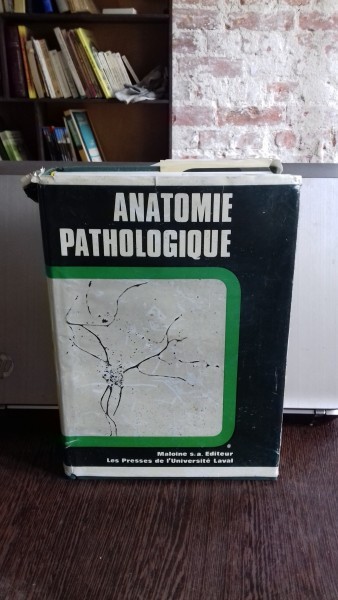 ANATOMIE
PATHOLOGIQUE
Maloine s.a. Editeur
Les Presses de l'Université Laval